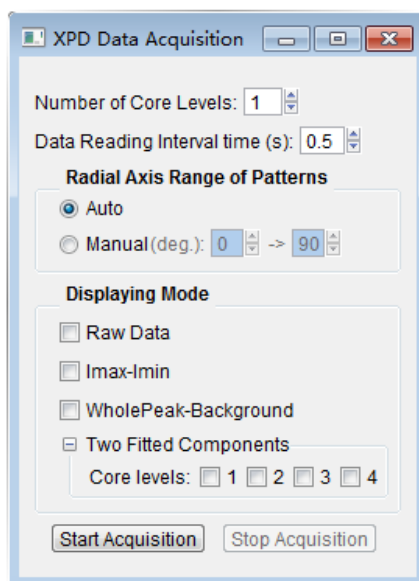 XPD Data Acquisition
Number of Core Levels: 1
Data Reading Interval time (s): 0.5
Radial Axis Range of Patterns
Auto
Manual(deg.): 0 -> 90
Displaying Mode
Raw Data
Imax-Imin
WholePeak-Background
Two Fitted Components
Core levels: 1 2 3 4
Start Acquisition Stop Acquisition